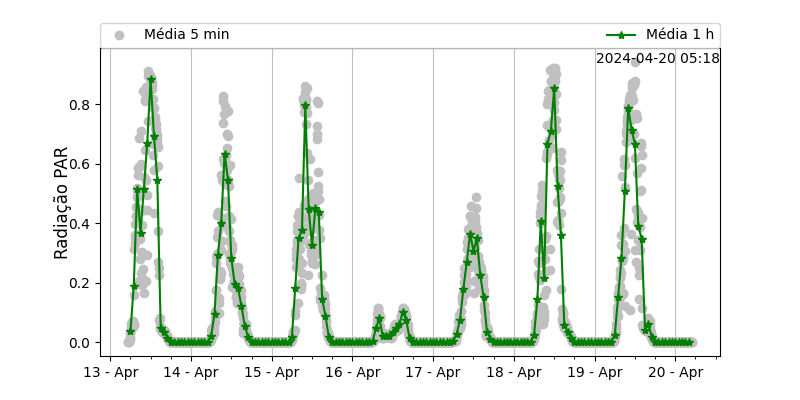 Média 5 min
Média 1 h
2024-04-20 05:18
Radiação PAR
0.8
0.6
0.4
0.2
0.0
13 - Apr
14 - Apr
15 - Apr
16 - Apr
17 - Apr
18 - Apr
19 - Apr
20 - Apr